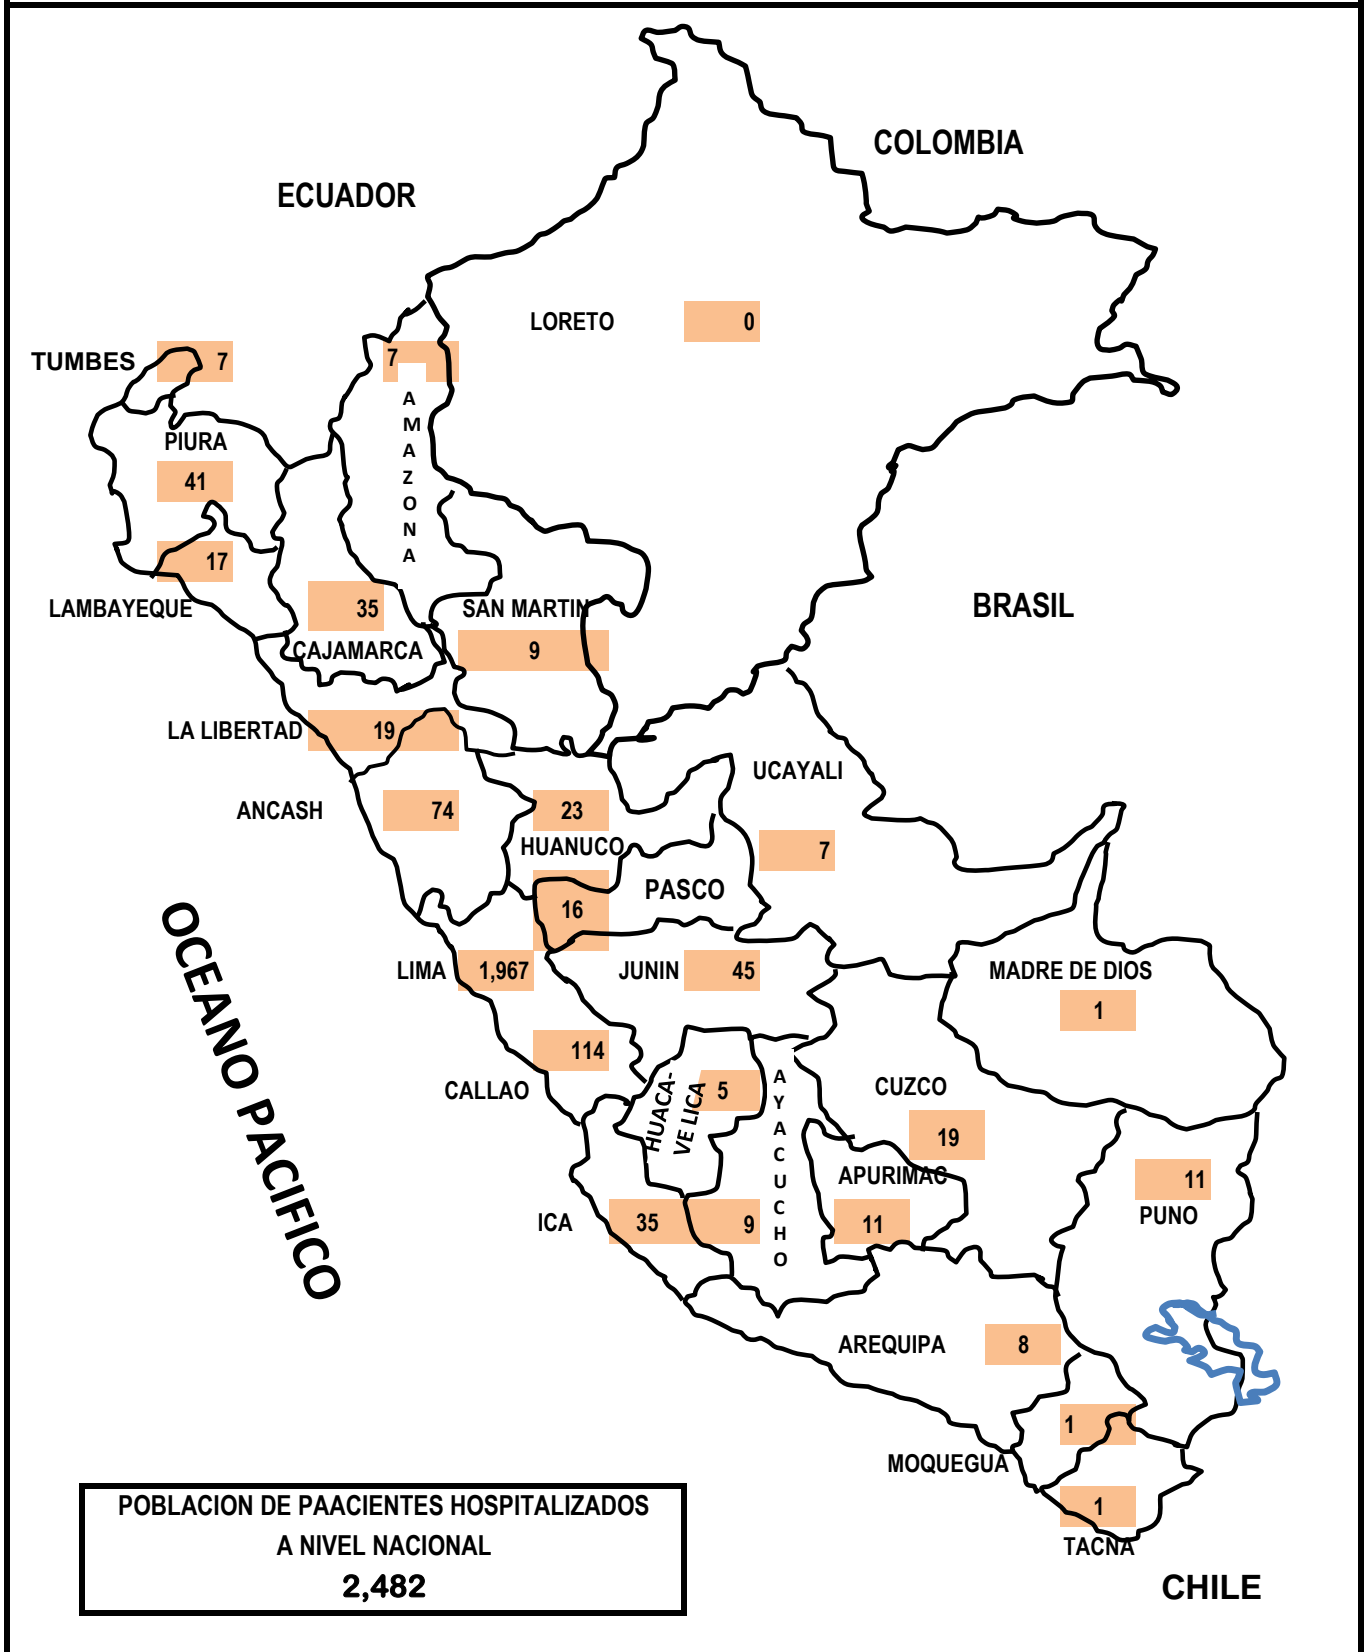 COLOMBIA
ECUADOR
LORETO
0
TUMBES
7
7
AMAZONA
PIURA
41
17
LAMBAYEQUE
35
CAJAMARCA
SAN MARTIN
9
BRASIL
LA LIBERTAD
19
UCAYALI
7
ANCASH
74
23
HUANUCO
PASCO
16
OCEANO PACIFICO
LIMA
1,967
JUNIN
45
MADRE DE DIOS
1
114
CALLAO
HUACA-
VE LICA
5
AYACUCHO
9
CUZCO
19
APURIMAC
11
11
PUNO
ICA
35
AREQUIPA
8
1
MOQUEGUA
1
TACNA
CHILE
POBLACION DE PAACIENTES HOSPITALIZADOS
A NIVEL NACIONAL
2,482